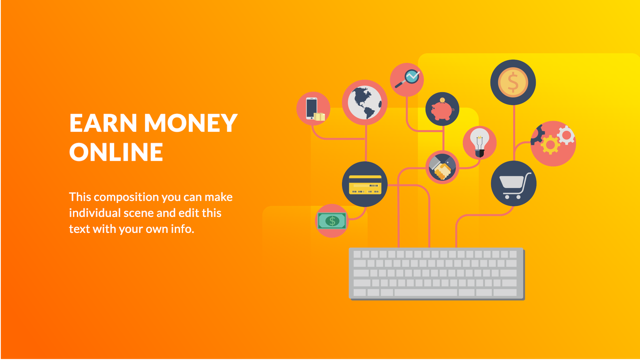 EARN MONEY
ONLINE
This composition you can make
individual scene and edit this
text with your own info.